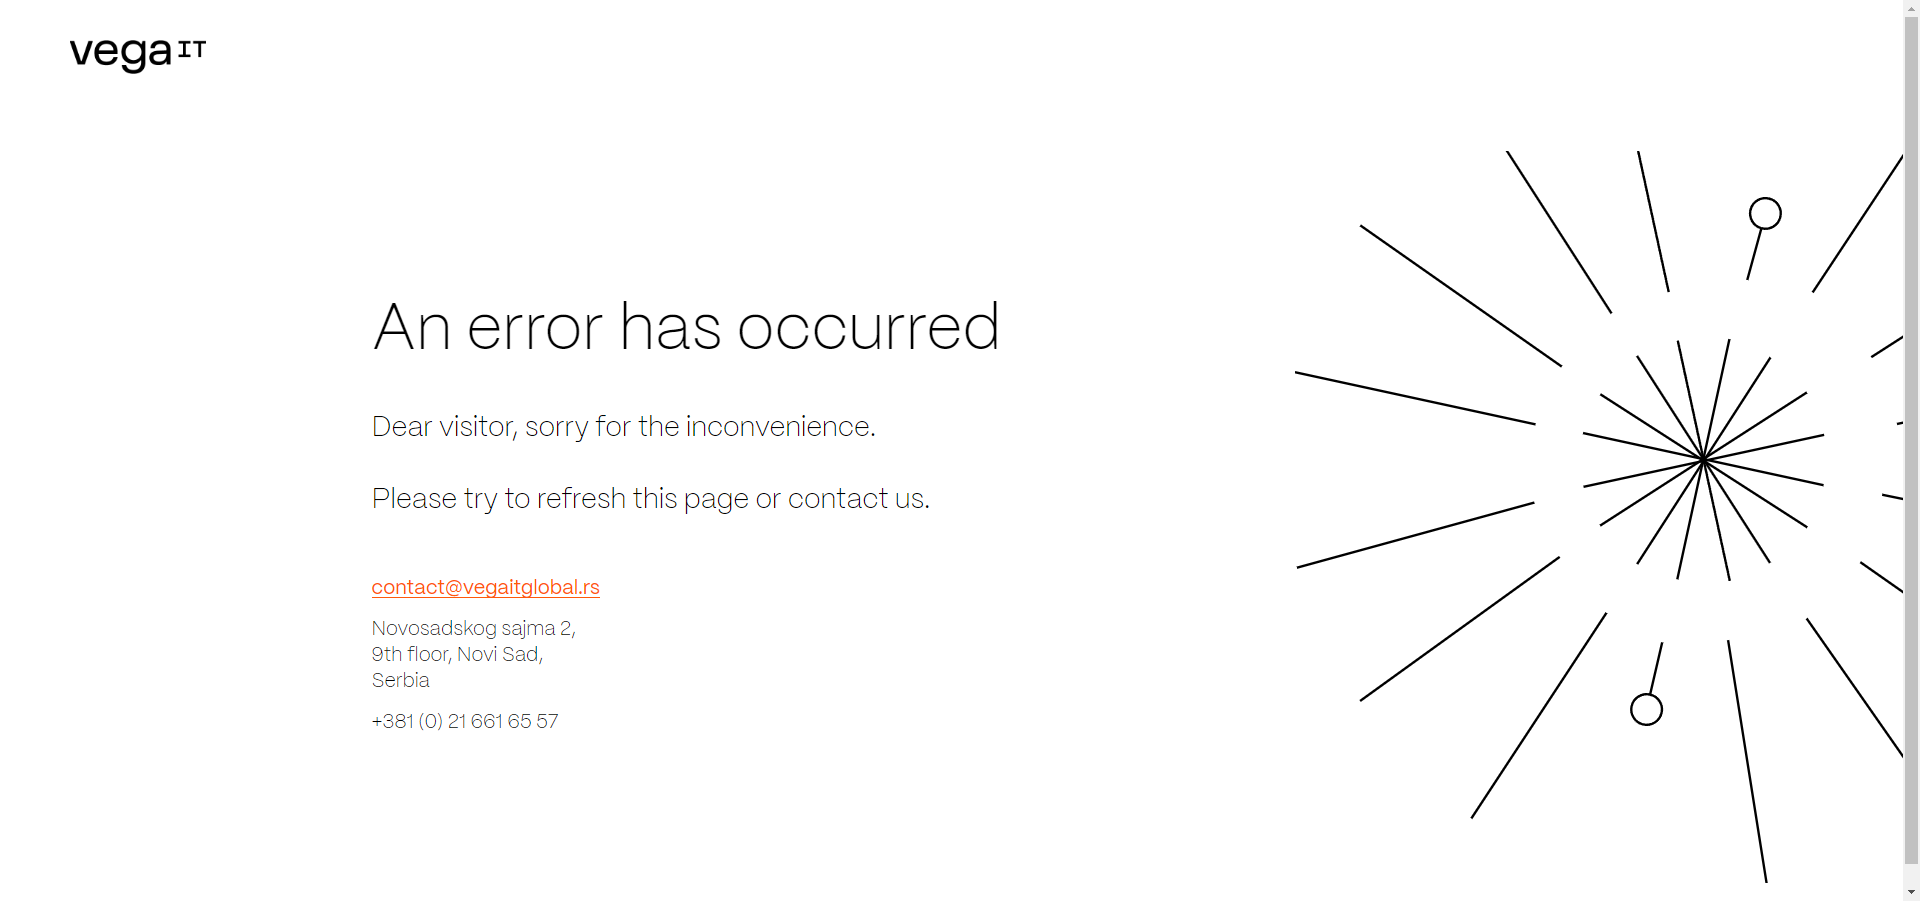 vega IT
An error has occurred
Dear visitor, sorry for the inconvenience.
Please try to refresh this page or contact us.
contact@vegaitglobal.rs
Novosadskog sajma 2,
9th floor, Novi Sad,
Serbia
+381 (0) 21 661 65 57